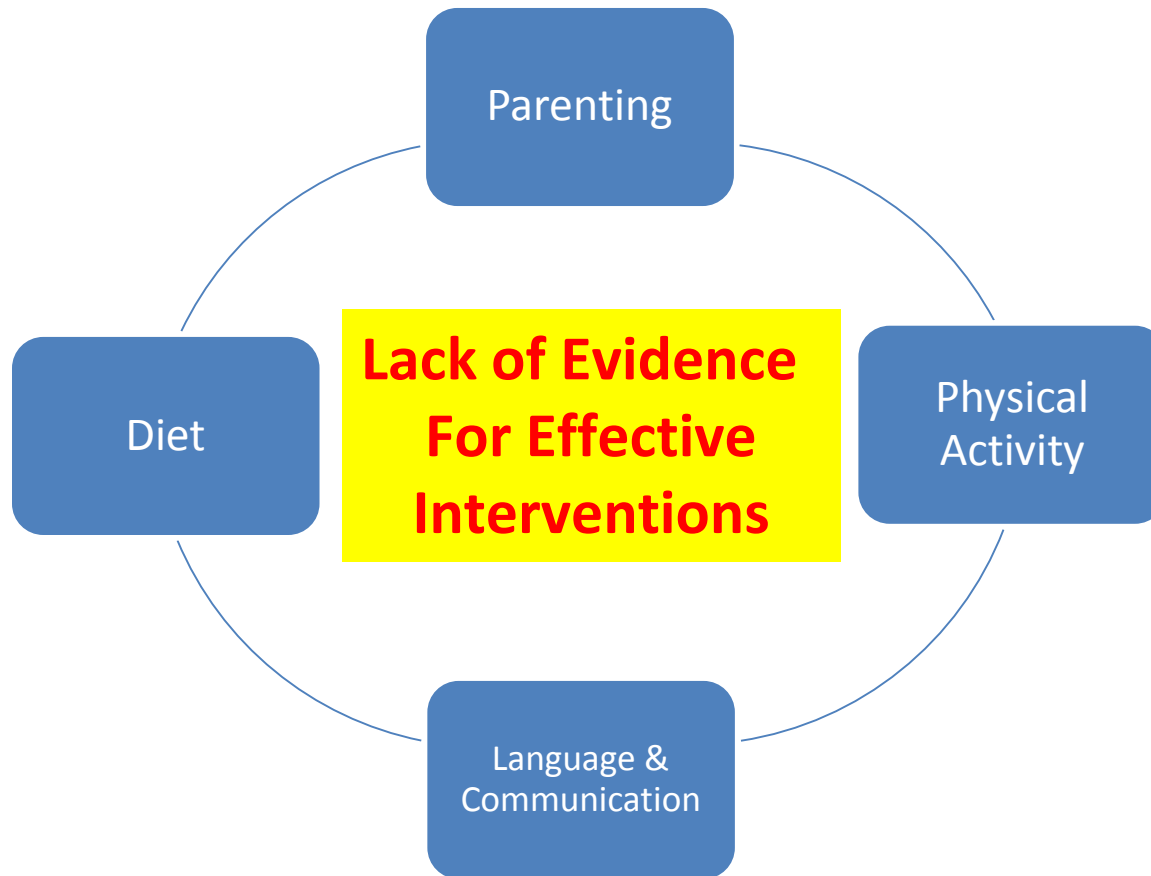 Parenting
Lack of Evidence
For Effective
Interventions
Diet
Physical
Activity
Language &
Communication